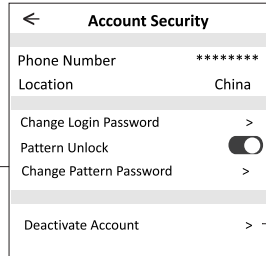 ← Account Security
Phone Number ********
Location China
Change Login Password >
Pattern Unlock
Change Pattern Password >
Deactivate Account >